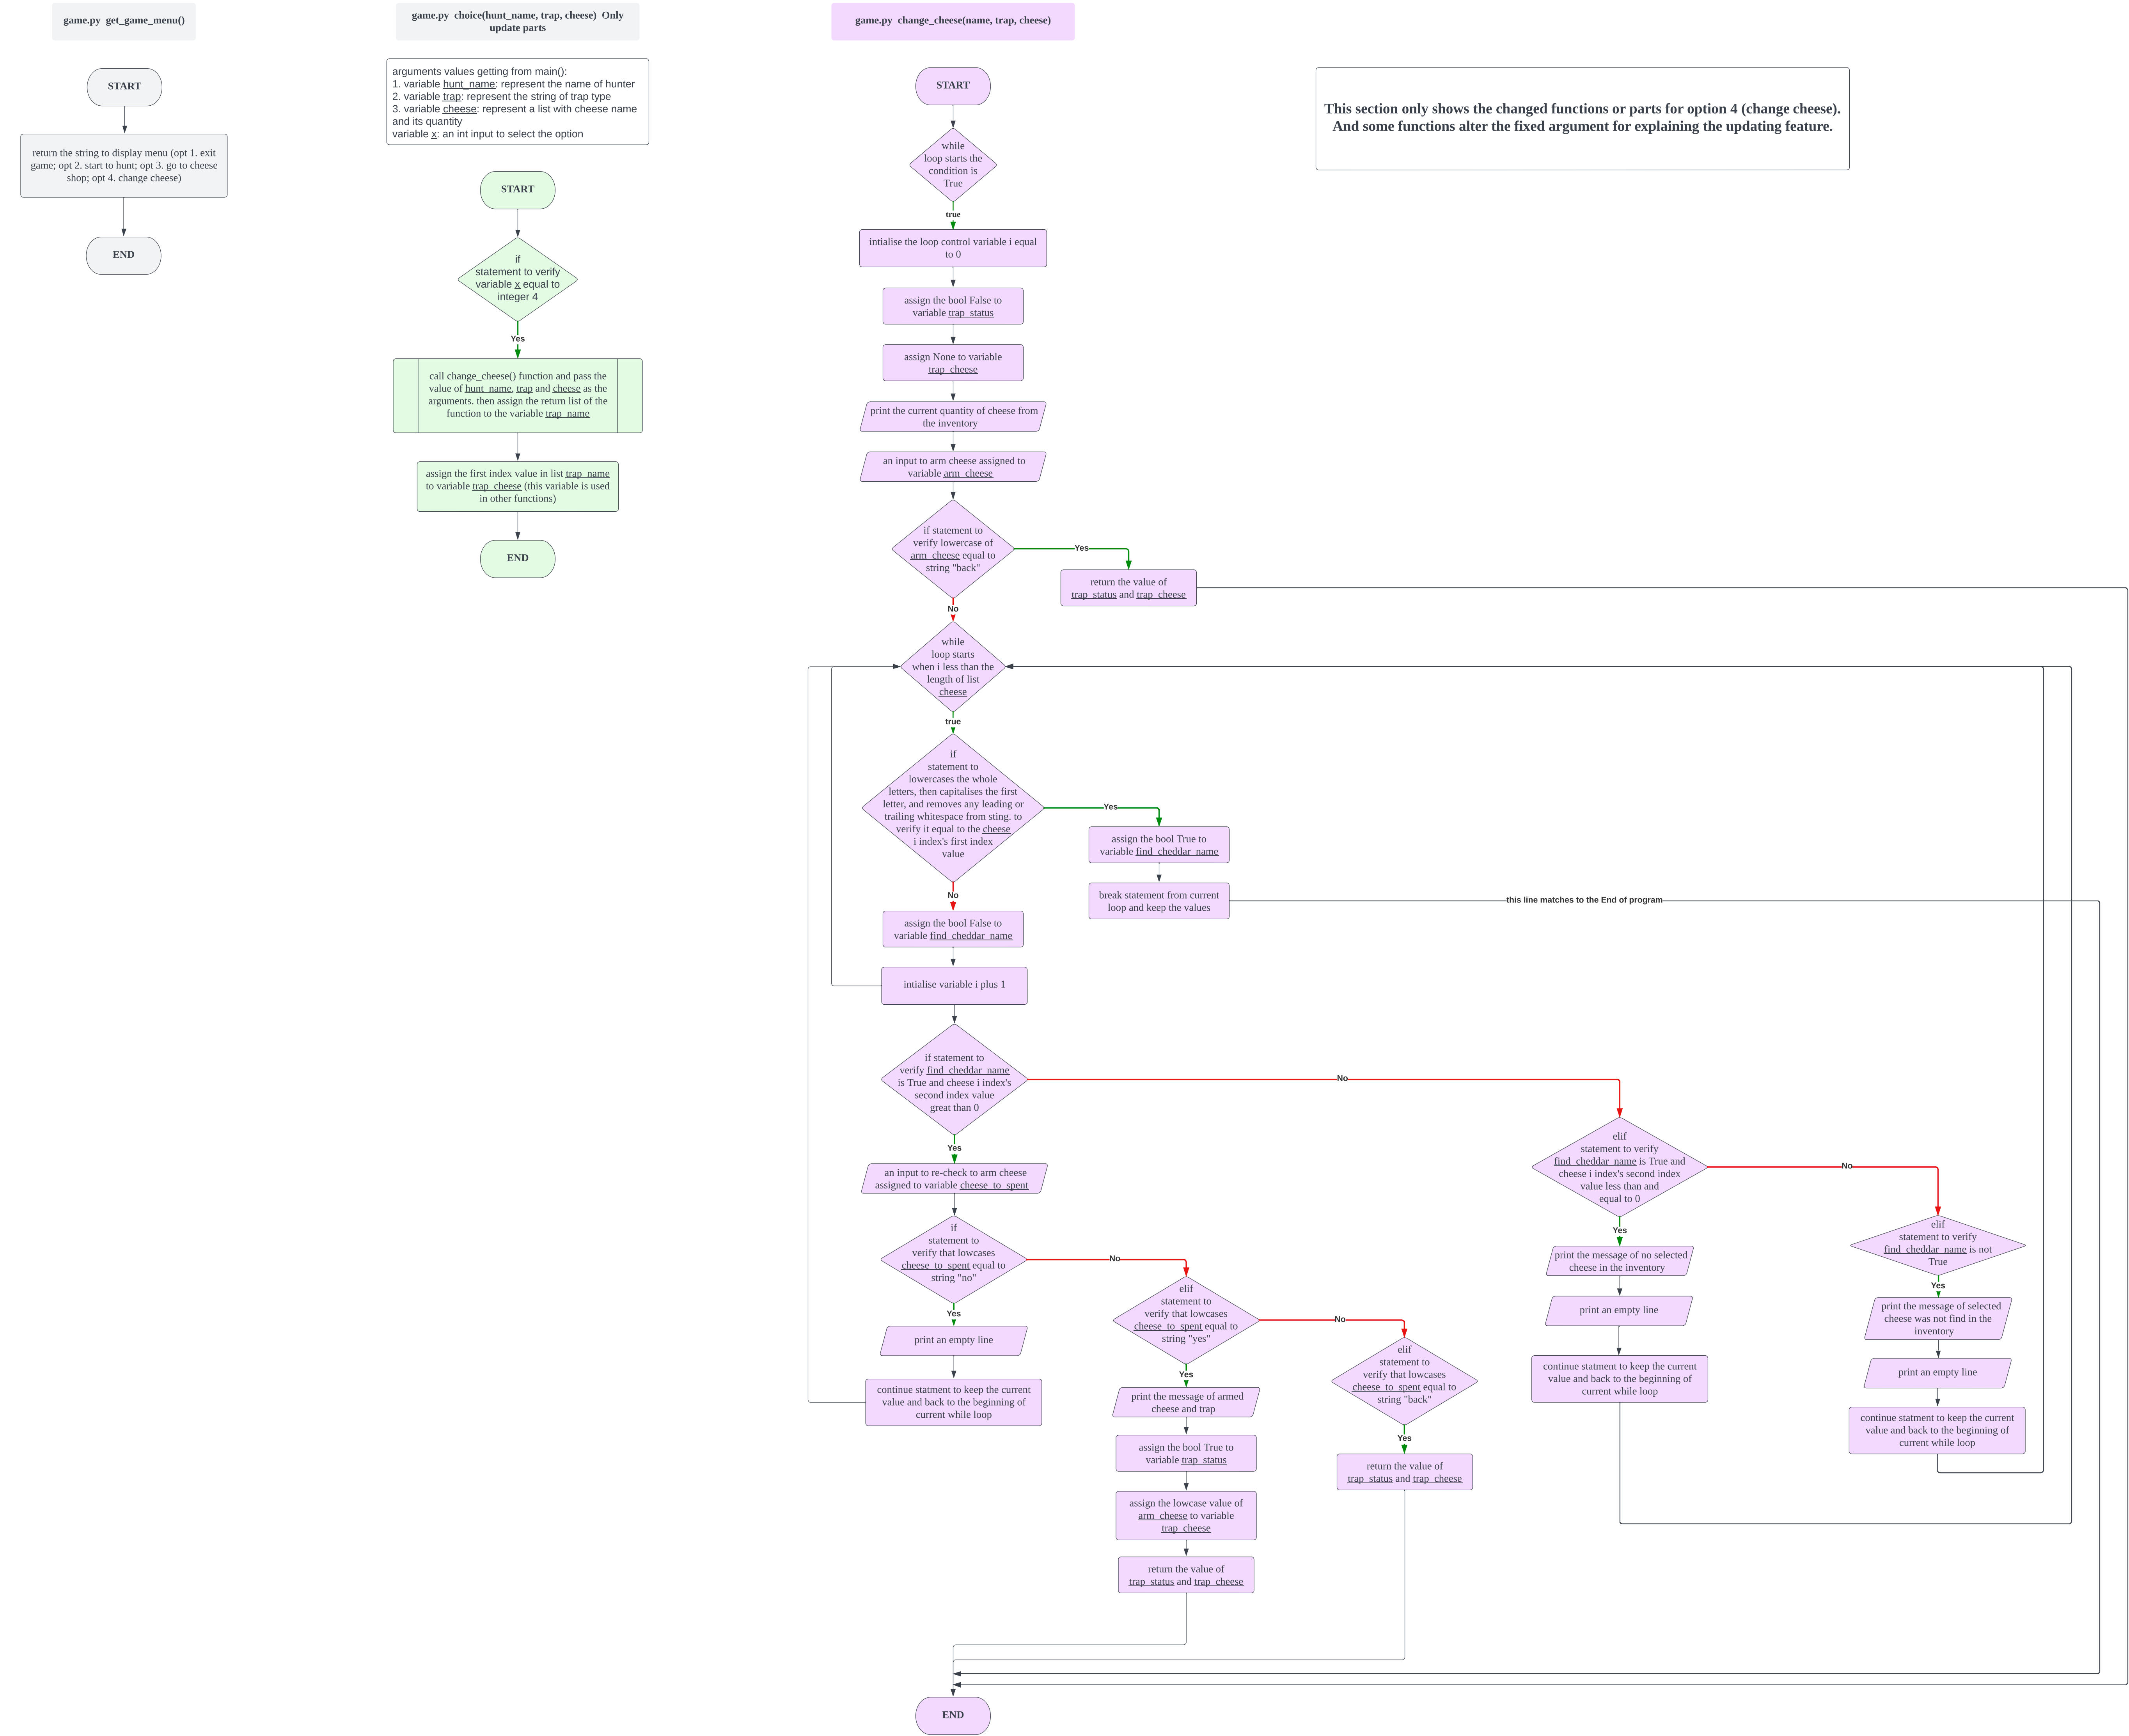 game.py  get_game_menu()
START
return the string to display menu (opt 1. exit
game; opt 2. start to hunt; opt 3. go to cheese
shop; opt 4. change cheese)
END
game.py  choice(hunt_name, trap, cheese)  Only
update parts
arguments values getting from main():
1. variable hunt_name: represent the name of hunter
2. variable trap: represent the string of trap type
3. variable cheese: represent a list with cheese name
and its quantity
variable x: an int input to select the option
START
if
statement to verify
variable x equal to
integer 4
Yes
call change_cheese() function and pass the
value of hunt_name, trap and cheese as the
arguments. then assign the return list of the
function to the variable trap_name
assign the first index value in list trap_name
to variable trap_cheese (this variable is used
in other functions)
END
game.py  change_cheese(name, trap, cheese)
This section only shows the changed functions or parts for option 4 (change cheese).
And some functions alter the fixed argument for explaining the updating feature.
START
while
loop starts the
condition is
True
true
intialise the loop control variable i equal
to 0
assign the bool False to
variable trap_status
assign None to variable
trap_cheese
print the current quantity of cheese from
the inventory
an input to arm cheese assigned to
variable arm_cheese
if statement to
verify lowercase of
arm_cheese equal to
string "back"
Yes
return the value of
trap_status and trap_cheese
No
while
loop starts
when i less than the
length of list
cheese
true
if
statement to
lowercases the whole
letters, then capitalises the first
letter, and removes any leading or
trailing whitespace from sting. to
verify it equal to the cheese
i index's first index
value
Yes
assign the bool True to
variable find_cheddar_name
break statement from current
loop and keep the values
this line matches to the End of program
No
assign the bool False to
variable find_cheddar_name
intialise variable i plus 1
if statement to
verify find_cheddar_name
is True and cheese i index's
second index value
great than 0
No
Yes
an input to re-check to arm cheese
assigned to variable cheese_to_spent
if
statement to
verify that lowcases
cheese_to_spent equal to
string "no"
No
Yes
print an empty line
continue statment to keep the current
value and back to the beginning of
current while loop
elif
statement to
verify that lowcases
cheese_to_spent equal to
string "yes"
No
Yes
print the message of armed
cheese and trap
assign the bool True to
variable trap_status
assign the lowcase value of
arm_cheese to variable
trap_cheese
return the value of
trap_status and trap_cheese
elif
statement to
verify that lowcases
cheese_to_spent equal to
string "back"
Yes
return the value of
trap_status and trap_cheese
elif
statement to verify
find_cheddar_name is True and
cheese i index's second index
value less than and
equal to 0
No
Yes
print the message of no selected
cheese in the inventory
print an empty line
continue statment to keep the current
value and back to the beginning of
current while loop
elif
statement to verify
find_cheddar_name is not
True
Yes
print the message of selected
cheese was not find in the
inventory
print an empty line
continue statment to keep the current
value and back to the beginning of
current while loop
END